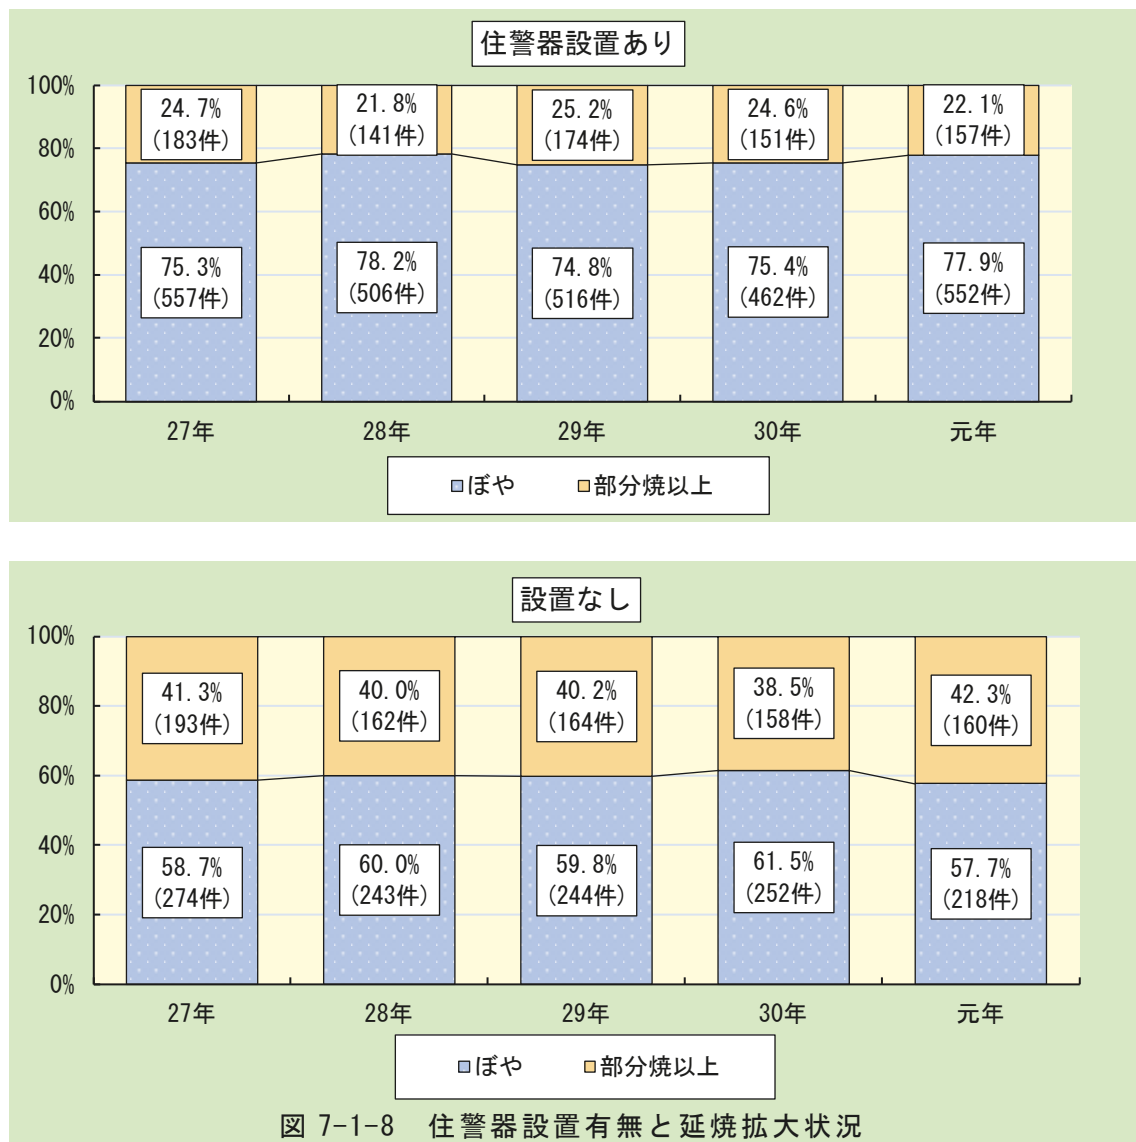 住警器設置あり
100%
80%
60%
40%
20%
0%
24.7%
(183件)
21.8%
(141件)
25.2%
(174件)
24.6%
(151件)
22.1%
(157件)
75.3%
(557件)
78.2%
(506件)
74.8%
(516件)
75.4%
(462件)
77.9%
(552件)
27年 28年 29年 30年 元年
ぼや 部分焼以上
設置なし
100%
80%
60%
40%
20%
0%
41.3%
(193件)
40.0%
(162件)
40.2%
(164件)
38.5%
(158件)
42.3%
(160件)
58.7%
(274件)
60.0%
(243件)
59.8%
(244件)
61.5%
(252件)
57.7%
(218件)
27年 28年 29年 30年 元年
ぼや 部分焼以上
図 7-1-8 住警器設置有無と延焼拡大状況